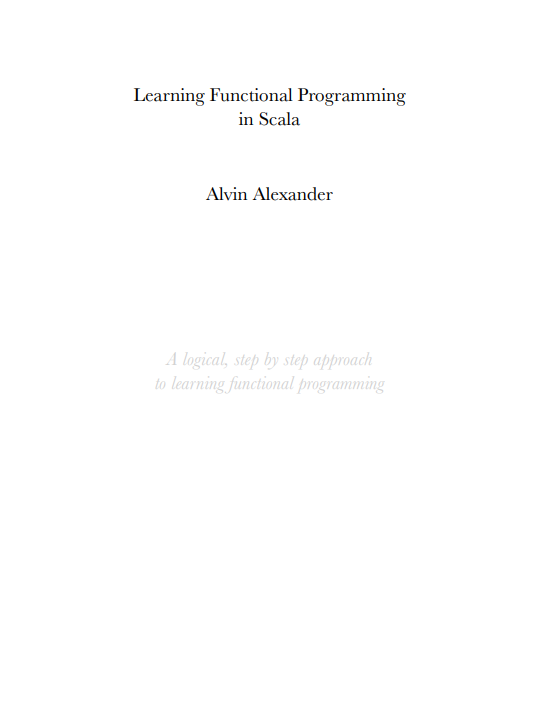 Learning Functional Programming
in Scala
Alvin Alexander
A logical, step by step approach
to learning functional programming